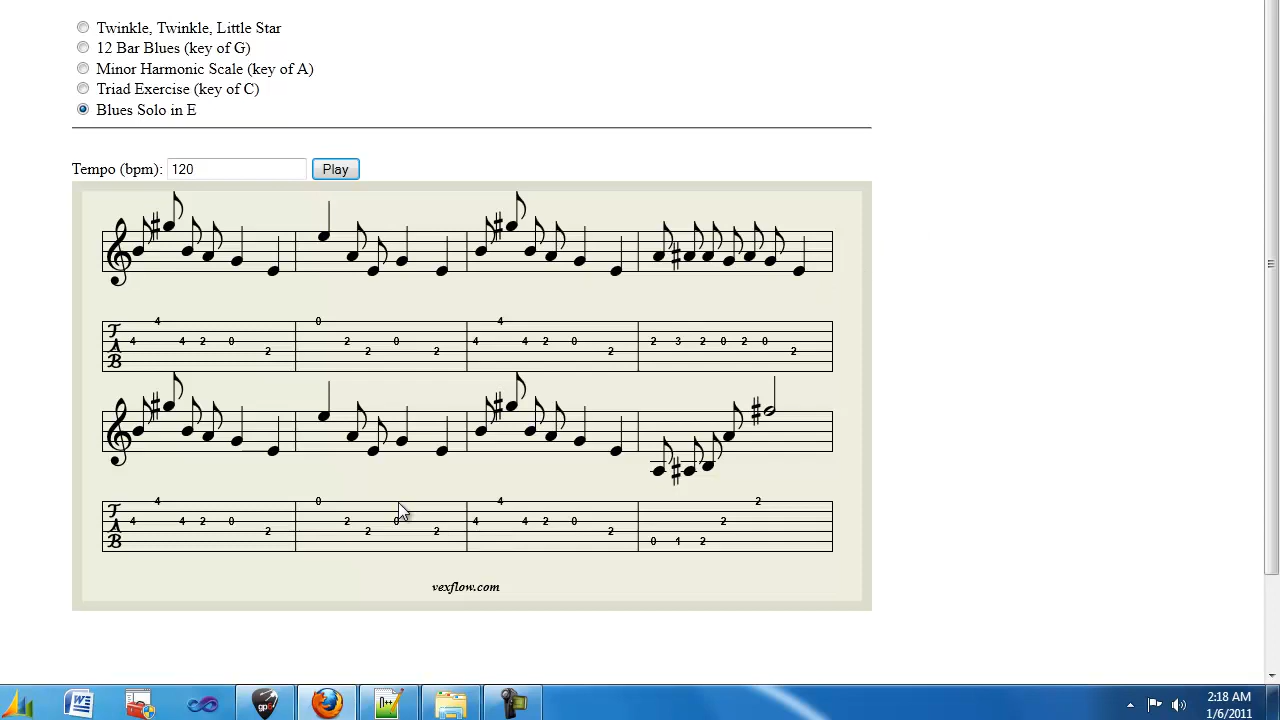 Twinkle, Twinkle, Little Star
12 Bar Blues (key of G)
Minor Harmonic Scale (key of A)
Triad Exercise (key of C)
Blues Solo in E
Tempo (bpm): 120 Play
T A B 4 4 4 2 0 2 0 2 2 0 2 4 4 4 2 0 2 2 3 2 0 2 0 2
T A B 4 4 4 2 0 2 0 2 2 0 2 4 4 4 2 0 2 0 1 2 2 2
vexflow.com
2:18 AM
1/6/2011